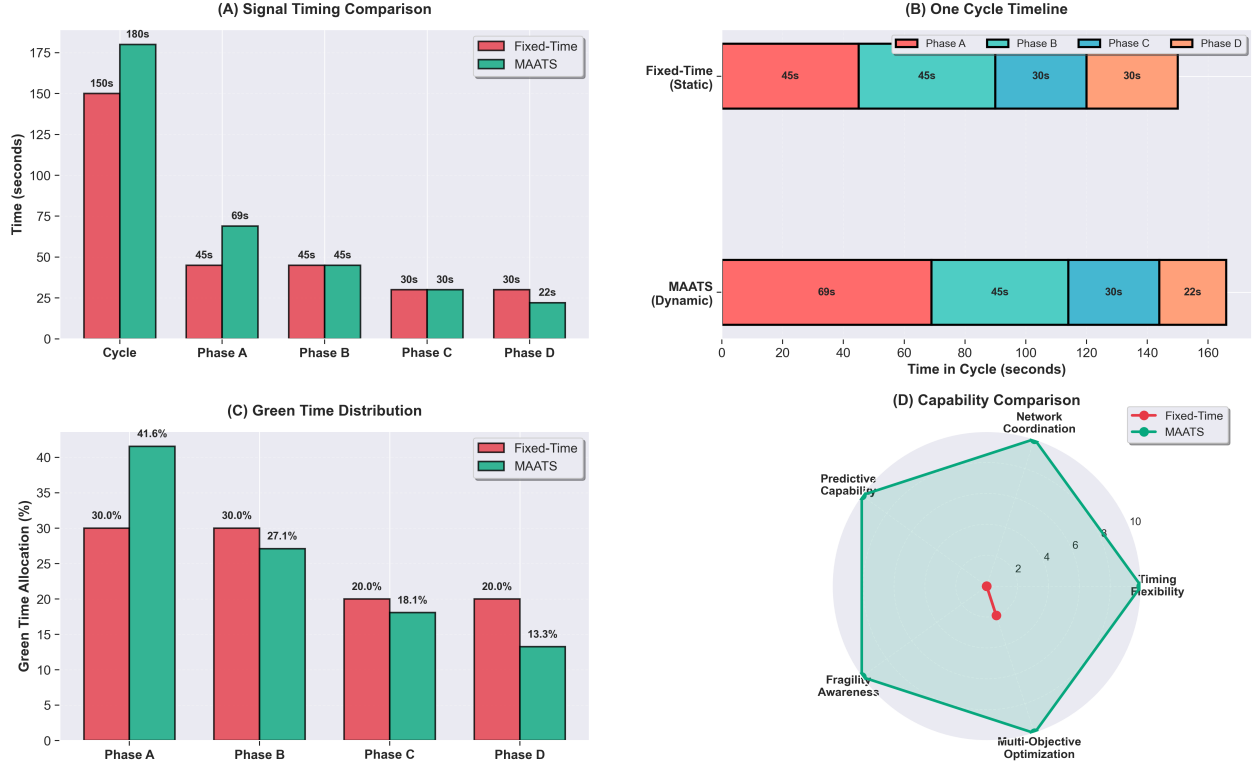 (A) Signal Timing Comparison
Time (seconds)
175
150
125
100
75
50
25
0
150s
180s
45s
69s
45s
45s
30s
30s
30s
22s
Fixed-Time
MAATS
Cycle
Phase A
Phase B
Phase C
Phase D
(B) One Cycle Timeline
Phase A
Phase B
Phase C
Phase D
Fixed-Time
(Static)
45s
45s
30s
30s
MAATS
(Dynamic)
69s
45s
30s
22s
0
20
40
60
80
100
120
140
160
Time in Cycle (seconds)
(C) Green Time Distribution
Green Time Allocation (%)
40
35
30
25
20
15
10
5
0
30.0%
41.6%
30.0%
27.1%
20.0%
18.1%
20.0%
13.3%
Fixed-Time
MAATS
Phase A
Phase B
Phase C
Phase D
(D) Capability Comparison
Fixed-Time
MAATS
Network
Coordination
Predictive
Capability
10
8
6
4
2
Timing
Flexibility
Fragility
Awareness
Multi-Objective
Optimization